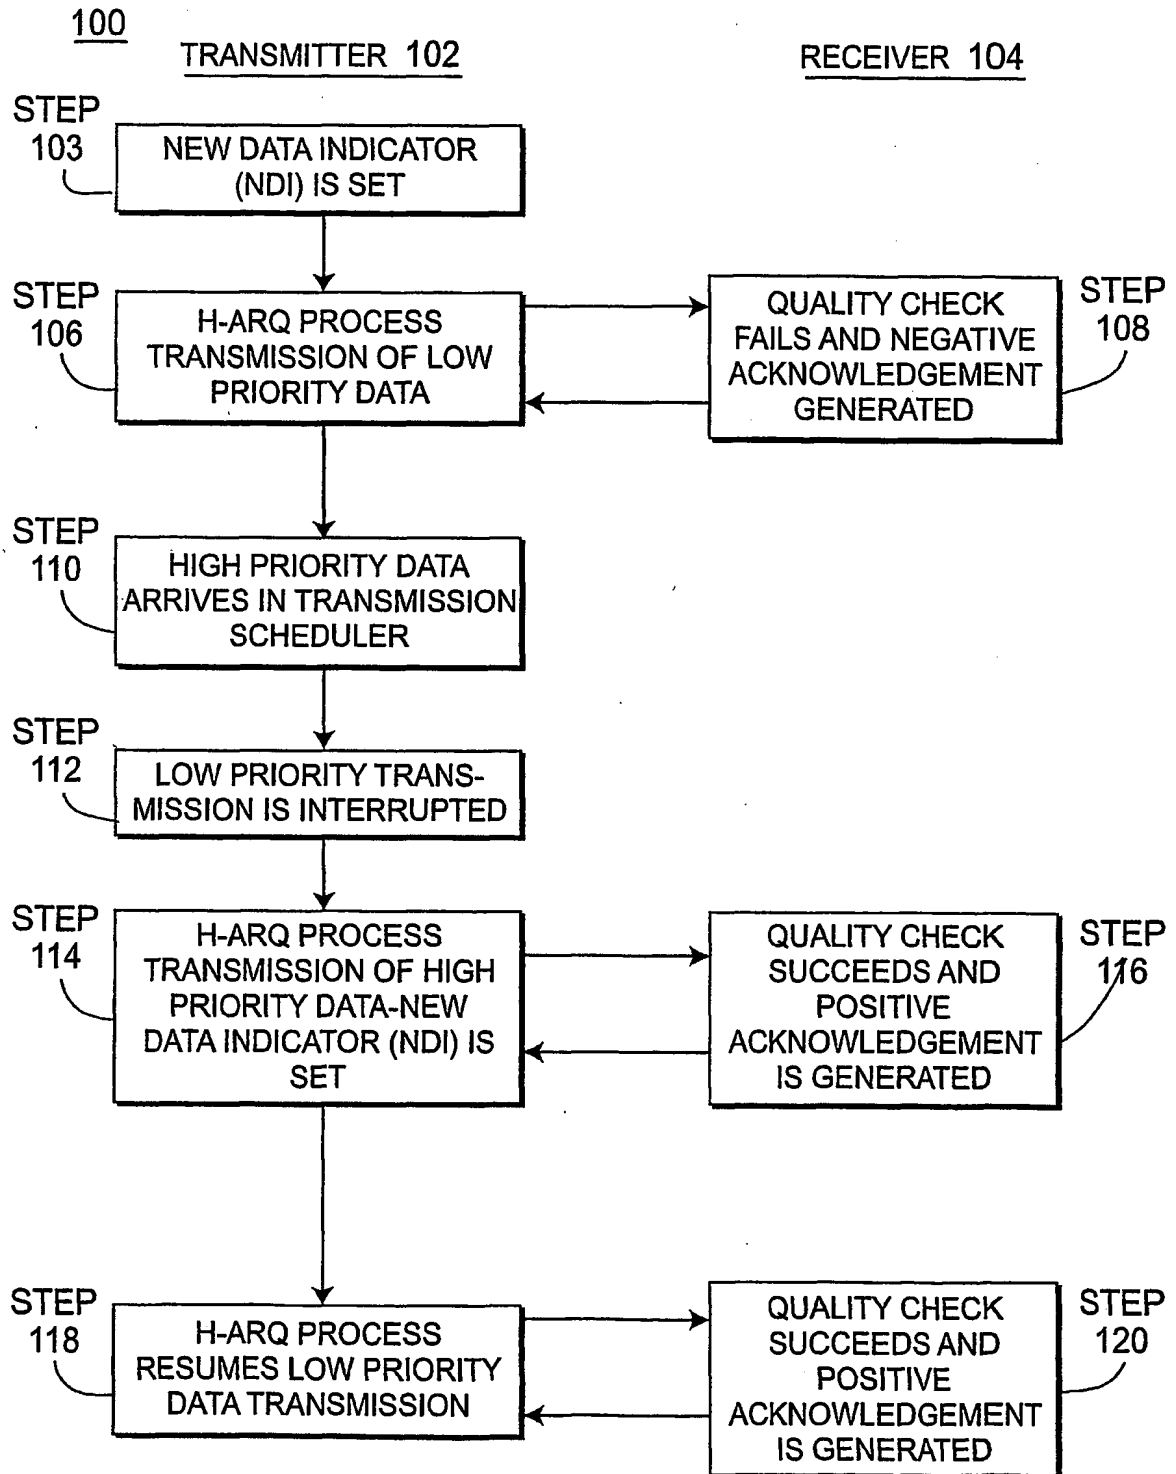 100
TRANSMITTER 102
RECEIVER 104
STEP
103
NEW DATA INDICATOR
(NDI) IS SET
STEP
106
H-ARQ PROCESS
TRANSMISSION OF LOW
PRIORITY DATA
QUALITY CHECK
FAILS AND NEGATIVE
ACKNOWLEDGEMENT
GENERATED
STEP
108
STEP
110
HIGH PRIORITY DATA
ARRIVES IN TRANSMISSION
SCHEDULER
STEP
112
LOW PRIORITY TRANS-
MISSION IS INTERRUPTED
STEP
114
H-ARQ PROCESS
TRANSMISSION OF HIGH
PRIORITY DATA-NEW
DATA INDICATOR (NDI) IS
SET
QUALITY CHECK
SUCCEEDS AND
POSITIVE
ACKNOWLEDGEMENT
IS GENERATED
STEP
116
STEP
118
H-ARQ PROCESS
RESUMES LOW PRIORITY
DATA TRANSMISSION
QUALITY CHECK
SUCCEEDS AND
POSITIVE
ACKNOWLEDGEMENT
IS GENERATED
STEP
120